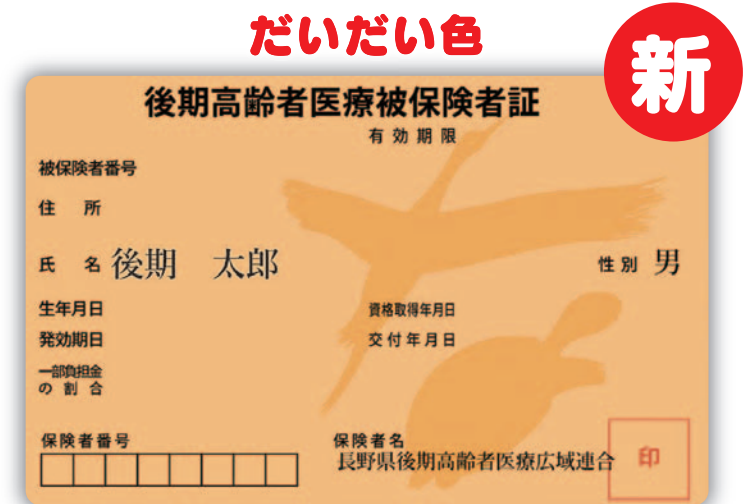 だいだい色
新
後期高齢者医療被保険者証
有効期限
被保険者番号
住 所
氏 名 後期 太郎 性別 男
生年月日 資格取得年月日
発効期日 交付年月日
一部負担金
の割合
保険者番号 保険者名
長野県後期高齢者医療広域連合 印